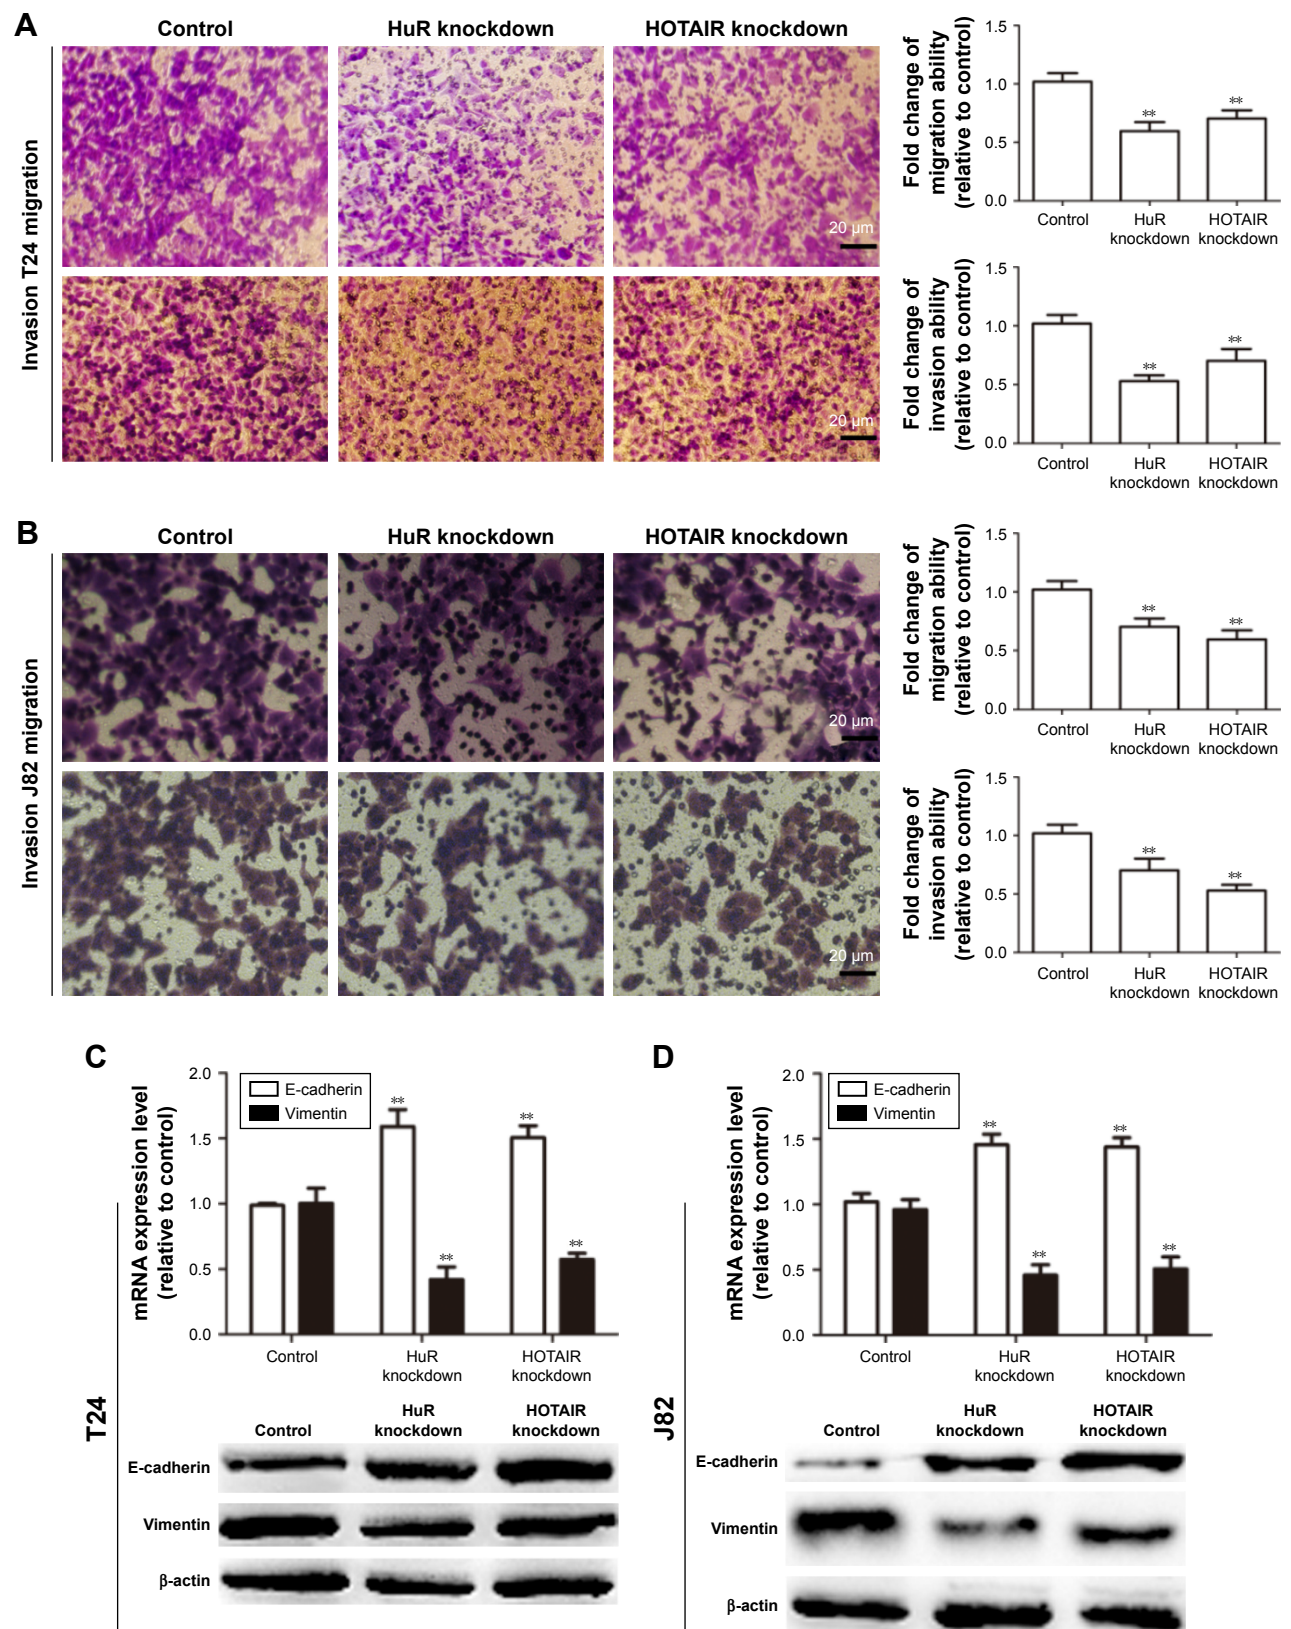 A
Control
HuR knockdown
HOTAIR knockdown
Invasion T24 migration
20 µm
20 µm
Fold change of
migration ability
(relative to control)
1.5
1.0
0.5
0.0
**
**
Control
HuR
knockdown
HOTAIR
knockdown
Fold change of
invasion ability
(relative to control)
1.5
1.0
0.5
0.0
**
**
Control
HuR
knockdown
HOTAIR
knockdown
B
Control
HuR knockdown
HOTAIR knockdown
Invasion J82 migration
20 µm
20 µm
Fold change of
migration ability
(relative to control)
1.5
1.0
0.5
0.0
**
**
Control
HuR
knockdown
HOTAIR
knockdown
Fold change of
invasion ability
(relative to control)
1.5
1.0
0.5
0.0
**
**
Control
HuR
knockdown
HOTAIR
knockdown
C
T24
mRNA expression level
(relative to control)
2.0
1.5
1.0
0.5
0.0
E-cadherin
Vimentin
**
**
**
**
Control
HuR
knockdown
HOTAIR
knockdown
Control
HuR
knockdown
HOTAIR
knockdown
E-cadherin
Vimentin
β-actin
D
J82
mRNA expression level
(relative to control)
2.0
1.5
1.0
0.5
0.0
E-cadherin
Vimentin
**
**
**
**
Control
HuR
knockdown
HOTAIR
knockdown
Control
HuR
knockdown
HOTAIR
knockdown
E-cadherin
Vimentin
β-actin